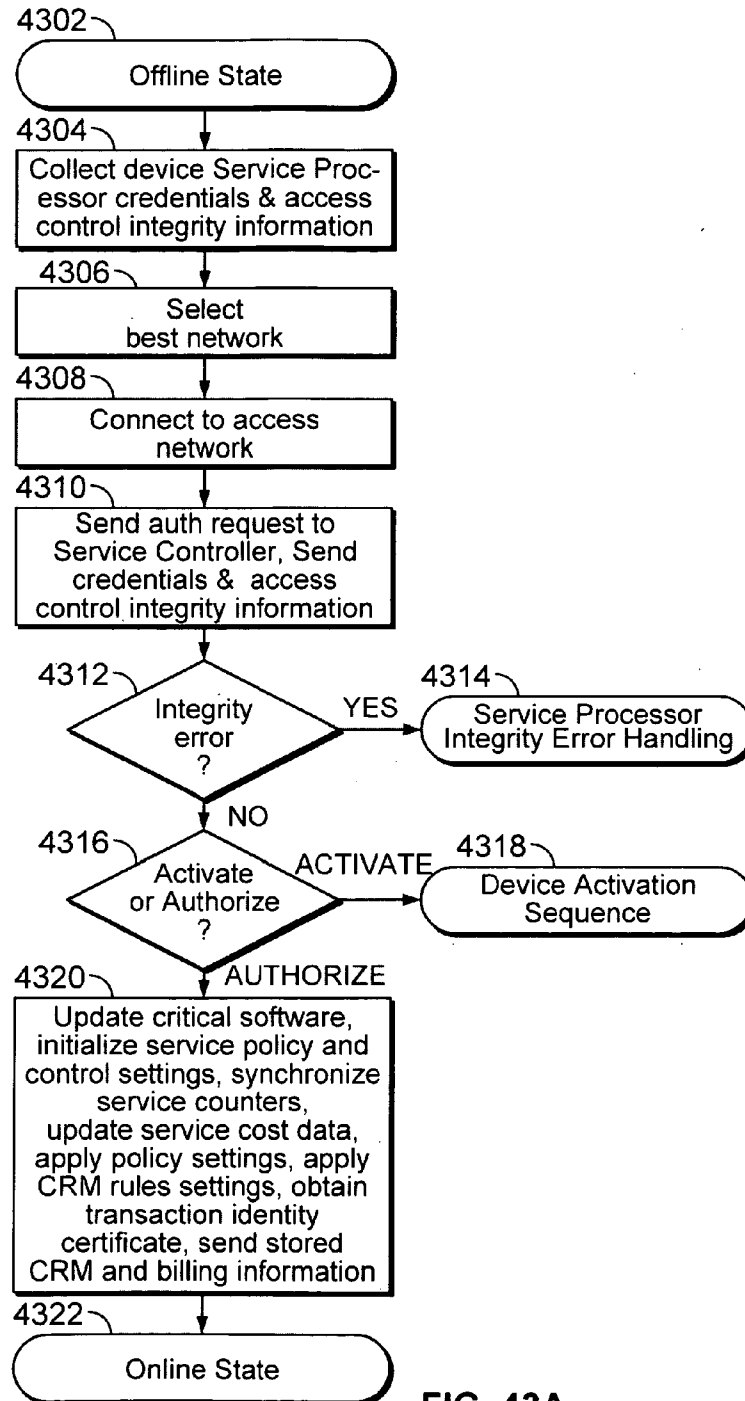 4302
Offline State
4304
Collect device Service Proc-
essor credentials & access
control integrity information
4306
Select
best network
4308
Connect to access
network
4310
Send auth request to
Service Controller, Send
credentials & access
control integrity information
4312
Integrity
error
?
YES
4314
Service Processor
Integrity Error Handling
NO
4316
Activate
or Authorize
?
ACTIVATE
4318
Device Activation
Sequence
AUTHORIZE
4320
Update critical software,
initialize service policy and
control settings, synchronize
service counters,
update service cost data,
apply policy settings, apply
CRM rules settings, obtain
transaction identity
certificate, send stored
CRM and billing information
4322
Online State
FIG. 43A